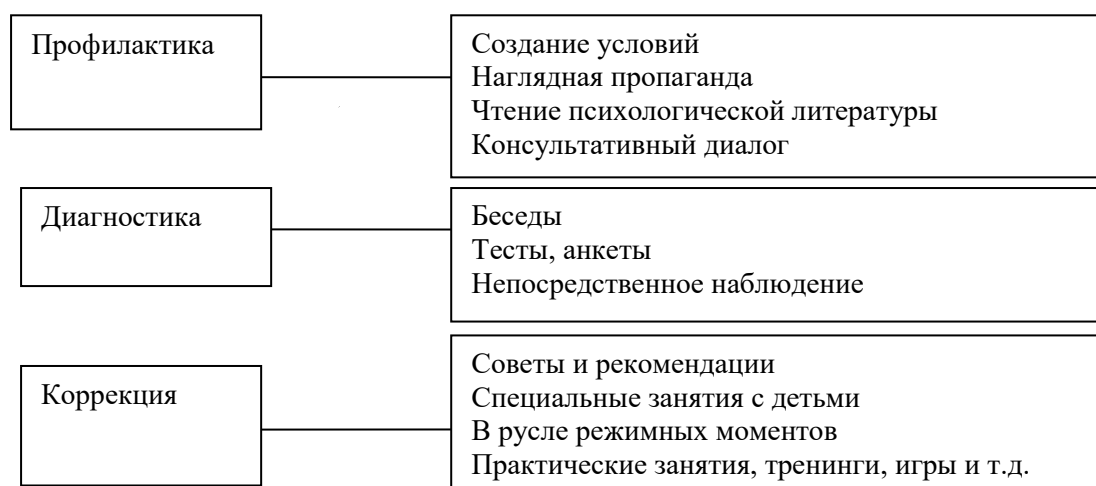 Профилактика
Создание условий
Наглядная пропаганда
Чтение психологической литературы
Консультативный диалог
Диагностика
Беседы
Тесты, анкеты
Непосредственное наблюдение
Коррекция
Советы и рекомендации
Специальные занятия с детьми
В русле режимных моментов
Практические занятия, тренинги, игры и т.д.